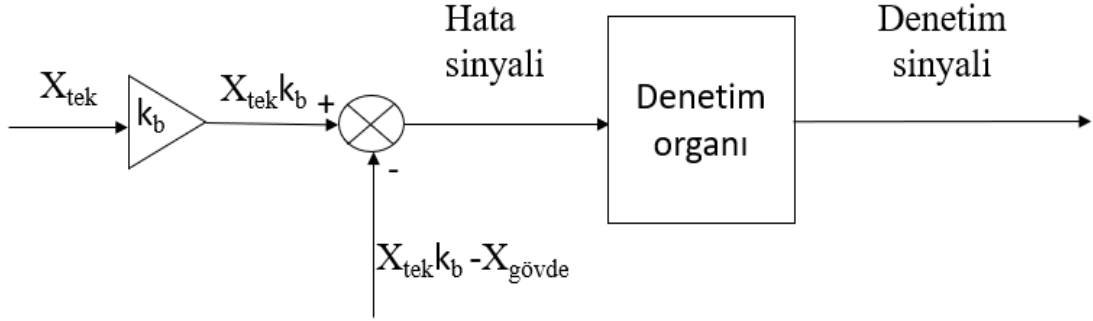 Hata
sinyali
Denetim
sinyali
X_tek
k_b
X_tek k_b
+
Denetim
organı
-
X_tek k_b - X_gövde